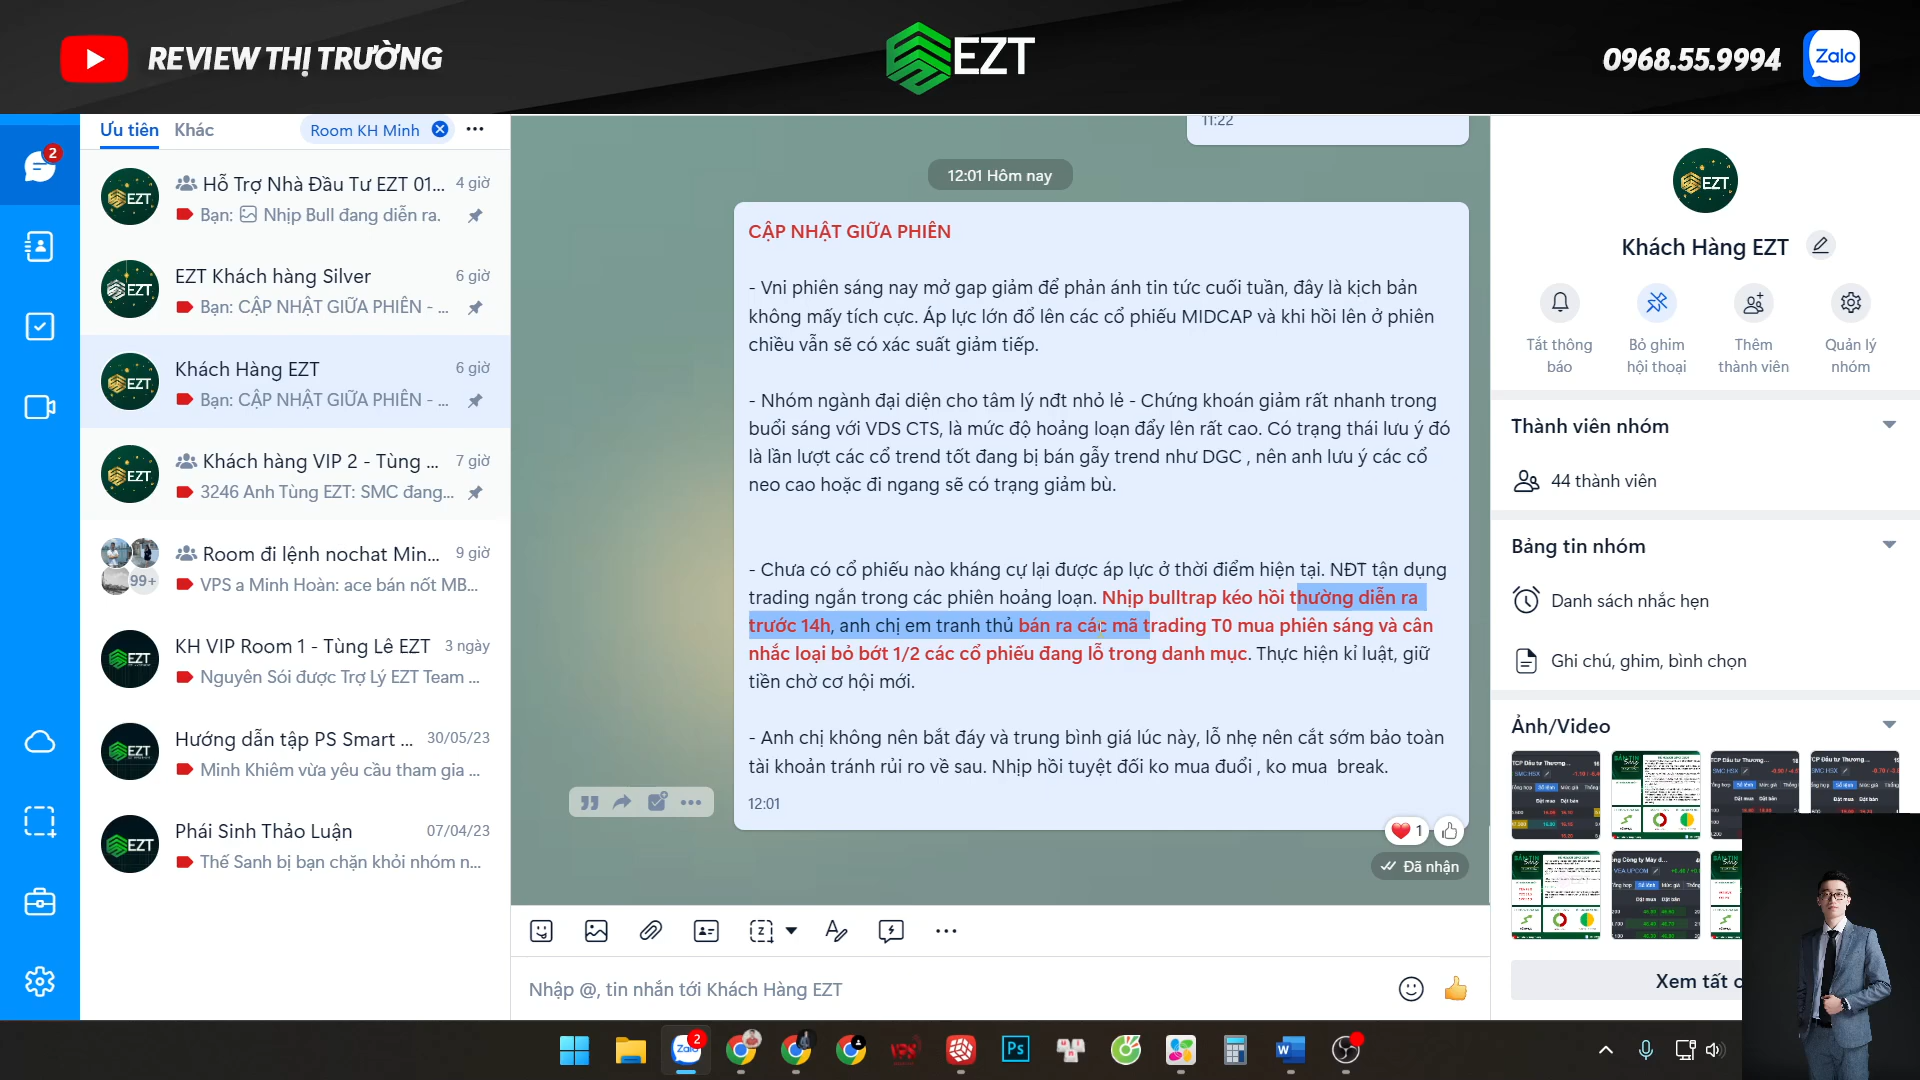 REVIEW THỊ TRƯỜNG
EZT
0968.55.9994
Zalo
Ưu tiên
Khác
Room KH Minh
2
Hỗ Trợ Nhà Đầu Tư EZT 01...
4 giờ
Bạn: Nhịp Bull đang diễn ra.
EZT Khách hàng Silver
6 giờ
Bạn: CẬP NHẬT GIỮA PHIÊN - ...
Khách Hàng EZT
6 giờ
Bạn: CẬP NHẬT GIỮA PHIÊN - ...
Khách hàng VIP 2 - Tùng ...
7 giờ
3246 Anh Tùng EZT: SMC đang...
Room đi lệnh nochat Min...
9 giờ
99+
VPS a Minh Hoàn: ace bán nốt MB...
KH VIP Room 1 - Tùng Lê EZT
3 ngày
Nguyên Sói được Trợ Lý EZT Team ...
Hướng dẫn tập PS Smart ...
30/05/23
Minh Khiêm vừa yêu cầu tham gia ...
Phái Sinh Thảo Luận
07/04/23
Thế Sanh bị bạn chặn khỏi nhóm n...
11:22
12:01 Hôm nay
CẬP NHẬT GIỮA PHIÊN
- Vni phiên sáng nay mở gap giảm để phản ánh tin tức cuối tuần, đây là kịch bản
không mấy tích cực. Áp lực lớn đổ lên các cổ phiếu MIDCAP và khi hồi lên ở phiên
chiều vẫn sẽ có xác suất giảm tiếp.
- Nhóm ngành đại diện cho tâm lý nđt nhỏ lẻ - Chứng khoán giảm rất nhanh trong
buổi sáng với VDS CTS, là mức độ hoảng loạn đẩy lên rất cao. Có trạng thái lưu ý đó
là lần lượt các cổ trend tốt đang bị bán gẫy trend như DGC , nên anh lưu ý các cổ
neo cao hoặc đi ngang sẽ có trạng giảm bù.
- Chưa có cổ phiếu nào kháng cự lại được áp lực ở thời điểm hiện tại. NĐT tận dụng
trading ngắn trong các phiên hoảng loạn. Nhịp bulltrap kéo hồi thường diễn ra
trước 14h, anh chị em tranh thủ bán ra các mã trading T0 mua phiên sáng và cân
nhắc loại bỏ bớt 1/2 các cổ phiếu đang lỗ trong danh mục. Thực hiện kỉ luật, giữ
tiền chờ cơ hội mới.
- Anh chị không nên bắt đáy và trung bình giá lúc này, lỗ nhẹ nên cắt sớm bảo toàn
tài khoản tránh rủi ro về sau. Nhịp hồi tuyệt đối ko mua đuổi , ko mua  break.
12:01
1
Đã nhận
Nhập @, tin nhắn tới Khách Hàng EZT
Khách Hàng EZT
Tắt thông báo
Bỏ ghim hội thoại
Thêm thành viên
Quản lý nhóm
Thành viên nhóm
44 thành viên
Bảng tin nhóm
Danh sách nhắc hẹn
Ghi chú, ghim, bình chọn
Ảnh/Video
Xem tất c